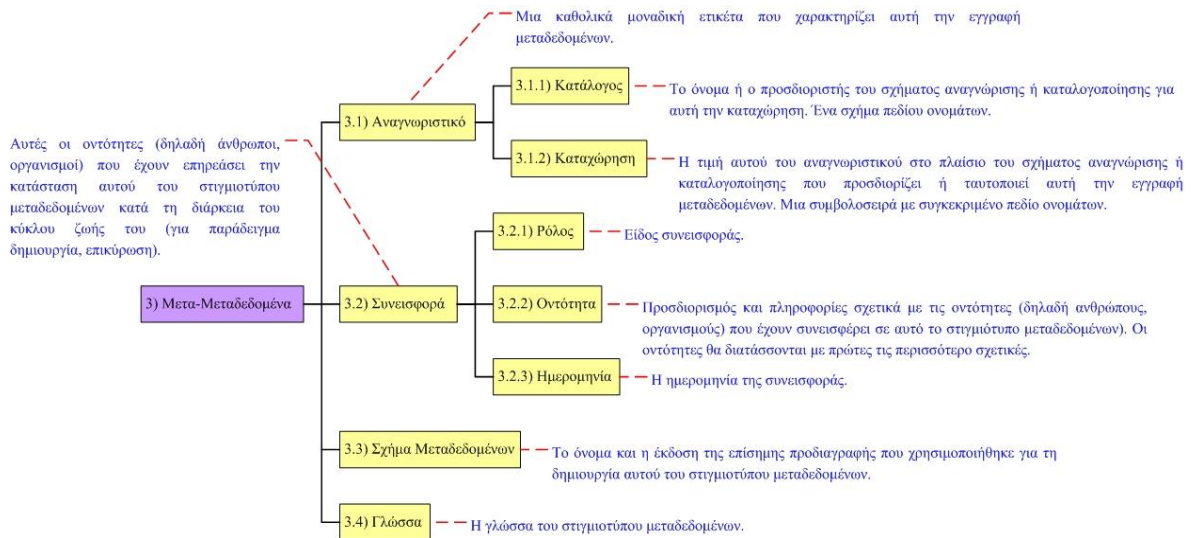 Μια καθολικά μοναδική ετικέτα που χαρακτηρίζει αυτή την εγγραφή
μεταδεδομένων.
3.1.1) Κατάλογος
Το όνομα ή ο προσδιοριστής του σχήματος αναγνώρισης ή καταλογοποίησης για
αυτή την καταχώρηση. Ένα σχήμα πεδίου ονομάτων.
3.1) Αναγνωριστικό
Αυτές οι οντότητες (δηλαδή άνθρωποι,
οργανισμοί) που έχουν επηρεάσει την
κατάσταση αυτού του στιγμιοτύπου
μεταδεδομένων κατά τη διάρκεια του
κύκλου ζωής του (για παράδειγμα
δημιουργία, επικύρωση).
3.1.2) Καταχώρηση
Η τιμή αυτού του αναγνωριστικού στο πλαίσιο του σχήματος αναγνώρισης ή
καταλογοποίησης που προσδιορίζει ή ταυτοποιεί αυτή την εγγραφή
μεταδεδομένων. Μια συμβολοσειρά με συγκεκριμένο πεδίο ονομάτων.
3.2.1) Ρόλος
Είδος συνεισφοράς.
3) Μετα-Μεταδεδομένα
3.2) Συνεισφορά
3.2.2) Οντότητα
Προσδιορισμός και πληροφορίες σχετικά με τις οντότητες (δηλαδή ανθρώπους,
οργανισμούς) που έχουν συνεισφέρει σε αυτό το στιγμιότυπο μεταδεδομένων). Οι
οντότητες θα διατάσσονται με πρώτες τις περισσότερο σχετικές.
3.2.3) Ημερομηνία
Η ημερομηνία της συνεισφοράς.
3.3) Σχήμα Μεταδεδομένων
Το όνομα και η έκδοση της επίσημης προδιαγραφής που χρησιμοποιήθηκε για τη
δημιουργία αυτού του στιγμιοτύπου μεταδεδομένων.
3.4) Γλώσσα
Η γλώσσα του στιγμιοτύπου μεταδεδομένων.